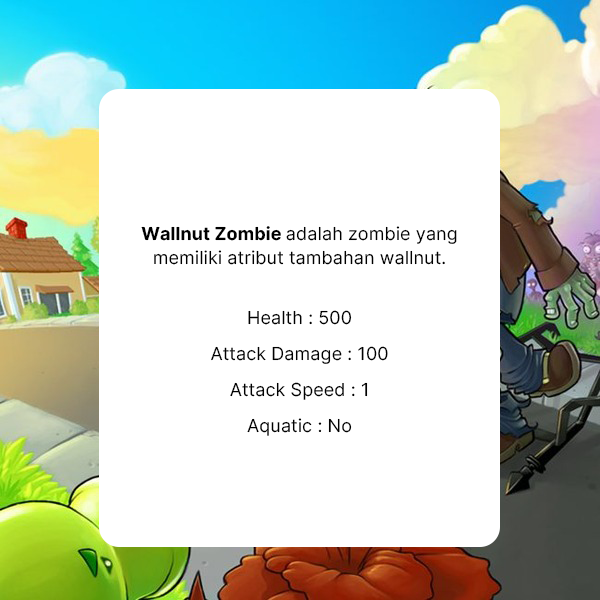 Wallnut Zombie adalah zombie yang
memiliki atribut tambahan wallnut.
Health : 500
Attack Damage : 100
Attack Speed : 1
Aquatic : No